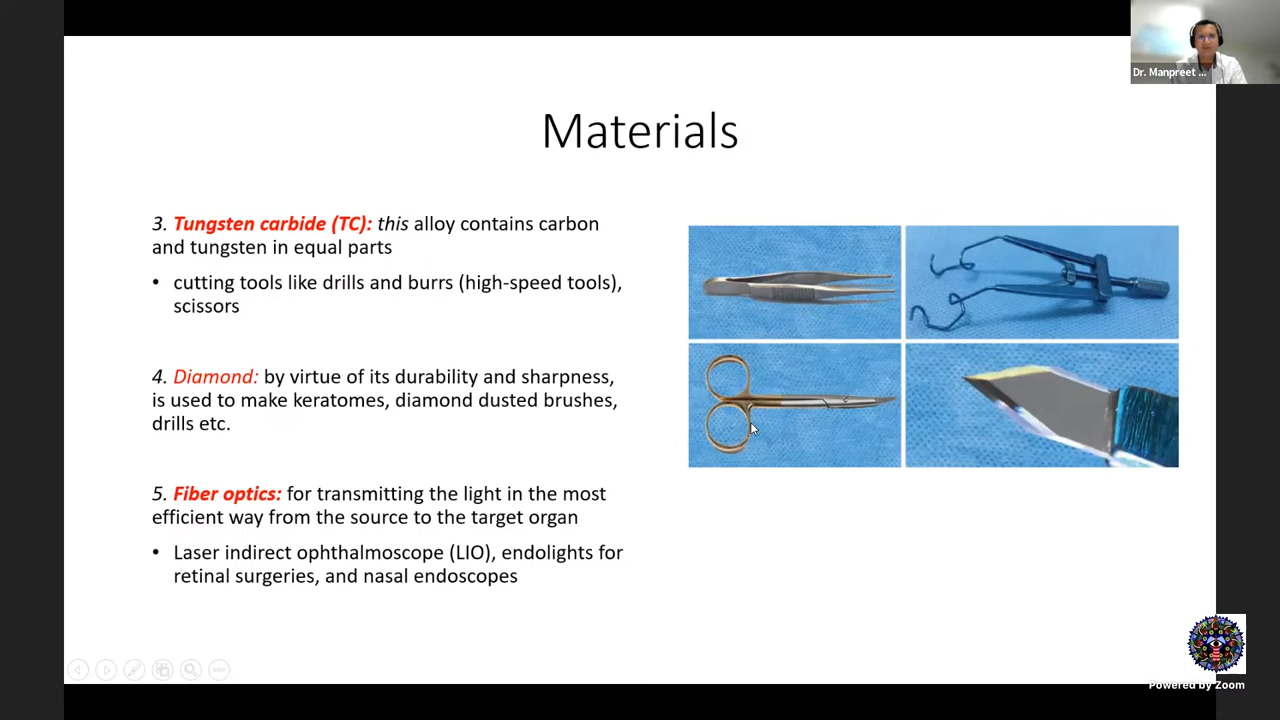 Dr. Manpreet ...
Materials
3. Tungsten carbide (TC): this alloy contains carbon
and tungsten in equal parts
• cutting tools like drills and burrs (high-speed tools),
scissors
4. Diamond: by virtue of its durability and sharpness,
is used to make keratomes, diamond dusted brushes,
drills etc.
5. Fiber optics: for transmitting the light in the most
efficient way from the source to the target organ
• Laser indirect ophthalmoscope (LIO), endolights for
retinal surgeries, and nasal endoscopes
Powered by Zoom